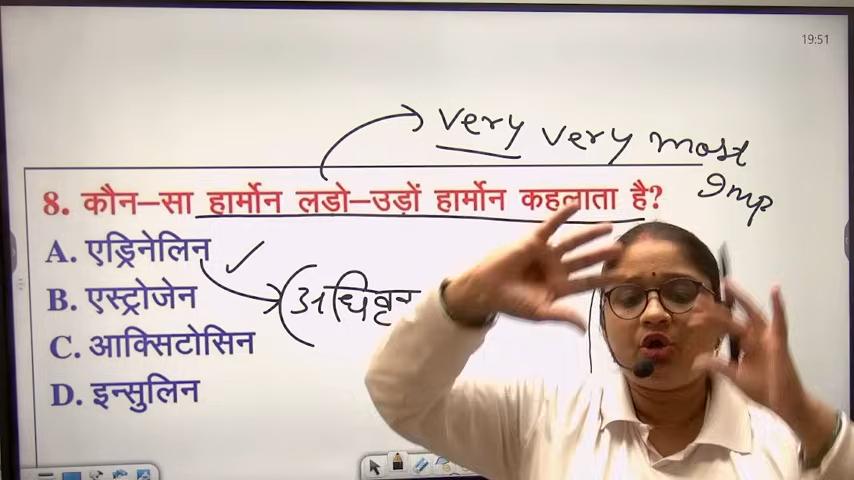 19:51
very very most
Imp
8. कौन–सा हार्मोन लडो–उड़ों हार्मोन कहलाता है?
A. एड्रिनेलिन
B. एस्ट्रोजेन
C. आक्सिटोसिन
D. इन्सुलिन